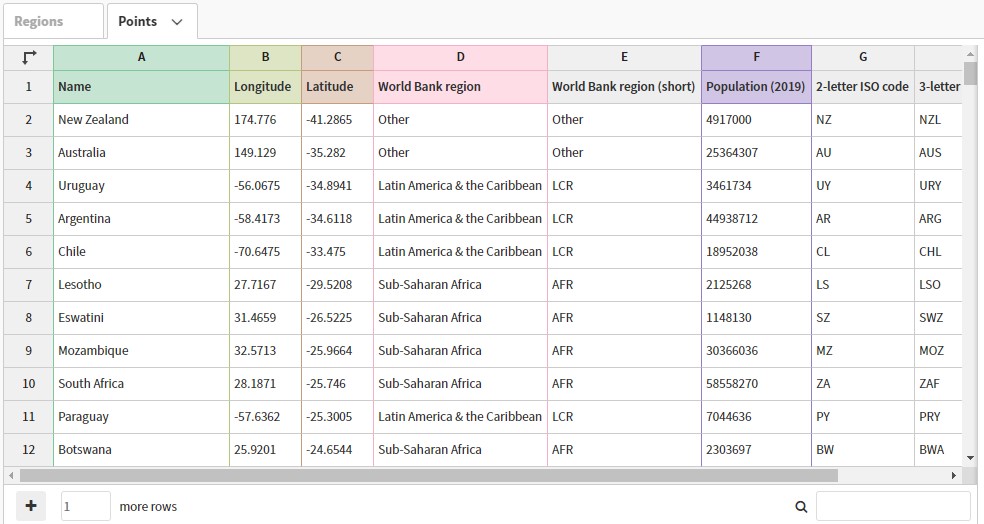 Regions Points
A B C D E F G
1 Name Longitude Latitude World Bank region World Bank region (short) Population (2019) 2-letter ISO code 3-letter
2 New Zealand 174.776 -41.2865 Other Other 4917000 NZ NZL
3 Australia 149.129 -35.282 Other Other 25364307 AU AUS
4 Uruguay -56.0675 -34.8941 Latin America & the Caribbean LCR 3461734 UY URY
5 Argentina -58.4173 -34.6118 Latin America & the Caribbean LCR 44938712 AR ARG
6 Chile -70.6475 -33.475 Latin America & the Caribbean LCR 18952038 CL CHL
7 Lesotho 27.7167 -29.5208 Sub-Saharan Africa AFR 2125268 LS LSO
8 Eswatini 31.4659 -26.5225 Sub-Saharan Africa AFR 1148130 SZ SWZ
9 Mozambique 32.5713 -25.9664 Sub-Saharan Africa AFR 30366036 MZ MOZ
10 South Africa 28.1871 -25.746 Sub-Saharan Africa AFR 58558270 ZA ZAF
11 Paraguay -57.6362 -25.3005 Latin America & the Caribbean LCR 7044636 PY PRY
12 Botswana 25.9201 -24.6544 Sub-Saharan Africa AFR 2303697 BW BWA
+ 1 more rows